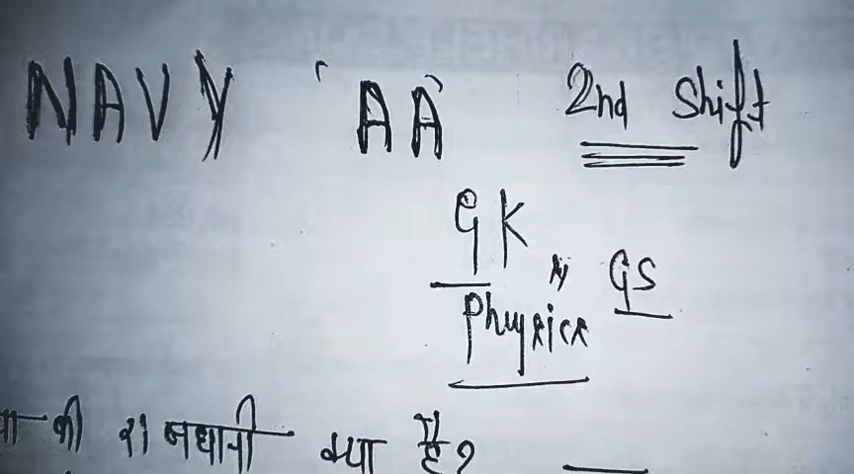 NAVY 'AA' 2nd Shift
GK, GS
Physics
की राजधानी क्या है?